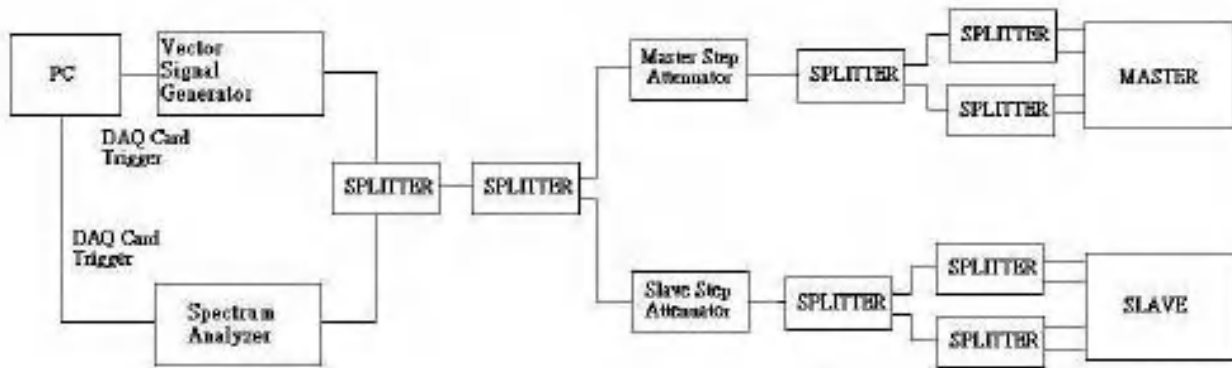 PC
Vector
Signal
Generator
DAQ Card
Trigger
DAQ Card
Trigger
Spectrum
Analyzer
SPLITTER
SPLITTER
Master Step
Attenuator
SPLITTER
SPLITTER
SPLITTER
MASTER
Slave Step
Attenuator
SPLITTER
SPLITTER
SPLITTER
SLAVE